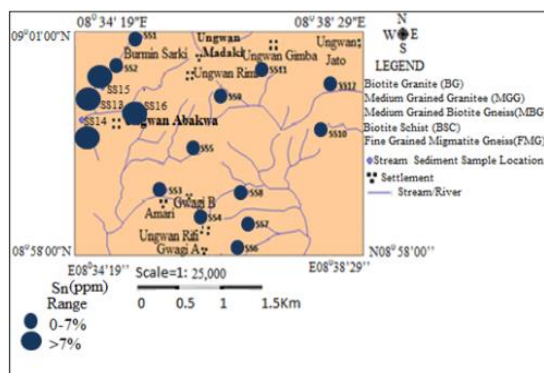 08° 34' 19"E
08° 38' 29"E
09°01'00"N
SS1
Ungwan
Madaki
Burmin Sarki
Ungwan Gimba
Ungwan
Jato
SS2
Ungwan Rimi
SS11
SS12
SS15
SS9
SS13
SS16
SS14
Ungwan Abakwa
SS10
SS5
SS3
SS8
Gwagi B
Amari
SS4
SS7
Ungwan Rifi
SS6
Gwagi A
08°58'00"N
N08°58'00"
E08°34'19''
E08°38'29''
N
W
E
S
LEGEND
Biotite Granite (BG)
Medium Grained Granitee (MGG)
Medium Grained Biotite Gneiss(MBG)
Biotite Schist (BSC)
Fine Grained Migmatite Gneiss(FMG)
Stream Sediment Sample Location
Settlement
Stream/River
Scale=1: 25,000
0 0.5 1 1.5Km
Sn(ppm)
Range
0-7%
>7%